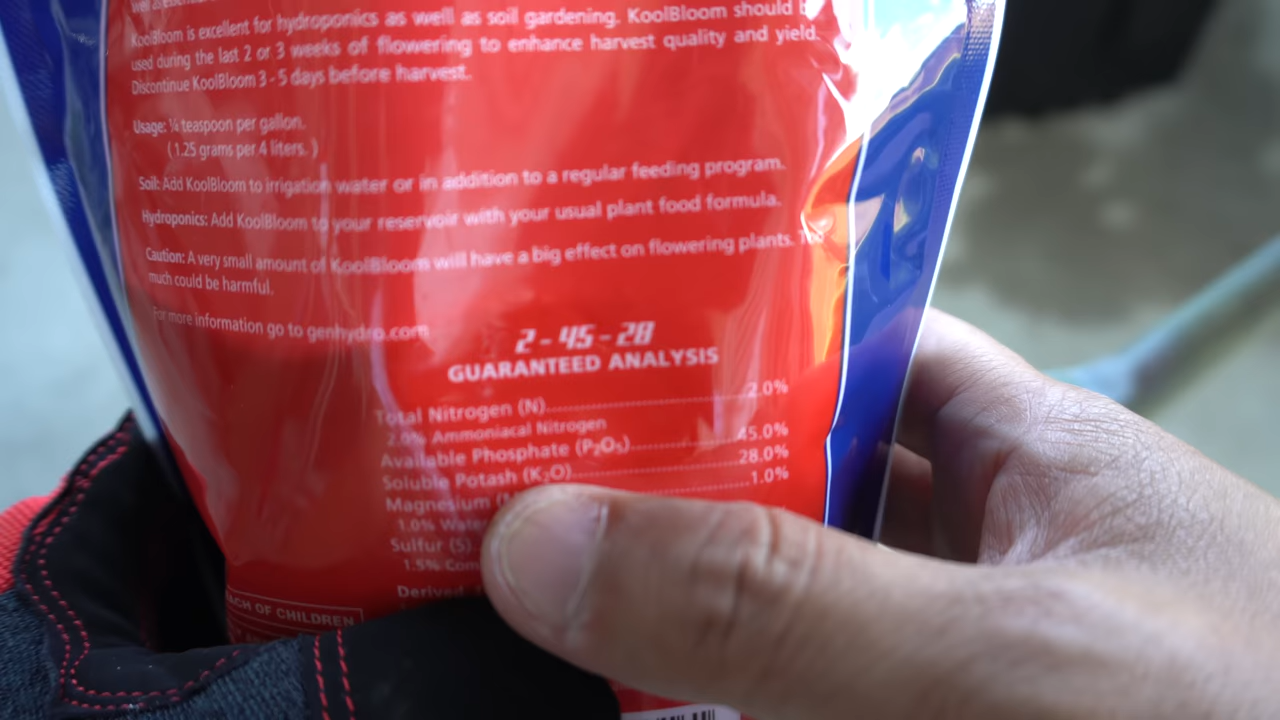 KoolBloom is excellent for hydroponics as well as soil gardening. KoolBloom should
used during the last 2 or 3 weeks of flowering to enhance harvest quality and yield.
Discontinue KoolBloom 3 - 5 days before harvest.
Usage: ¼ teaspoon per gallon.
( 1.25 grams per 4 liters. )
Soil: Add KoolBloom to irrigation water or in addition to a regular feeding program.
Hydroponics: Add KoolBloom to your reservoir with your usual plant food formula.
Caution: A very small amount of KoolBloom will have a big effect on flowering plants.
much could be harmful.
For more information go to genhydro.com
2 - 45 - 28
GUARANTEED ANALYSIS
Total Nitrogen (N)..............................2.0%
2.0% Ammoniacal Nitrogen
Available Phosphate (P₂O₅)...............45.0%
Soluble Potash (K₂O).........................28.0%
Magnesium ..........1.0%
1.0%
Sulfur (S)
1.5%
Derived
OF CHILDREN